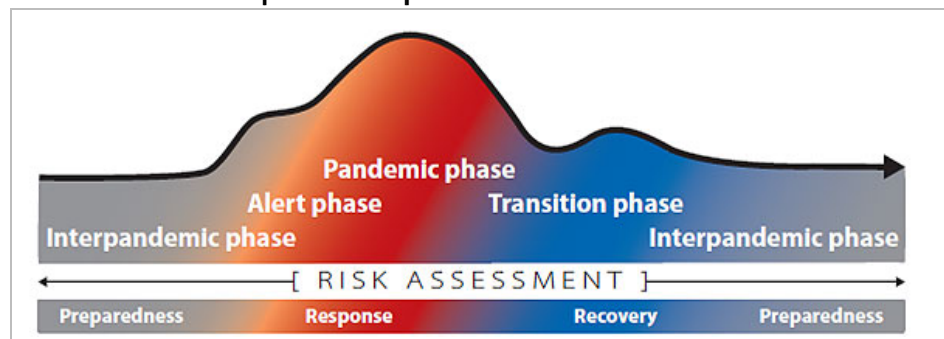 Pandemic phase
Alert phase Transition phase
Interpandemic phase Interpandemic phase
[ RISK ASSESSMENT ]
Preparedness Response Recovery Preparedness